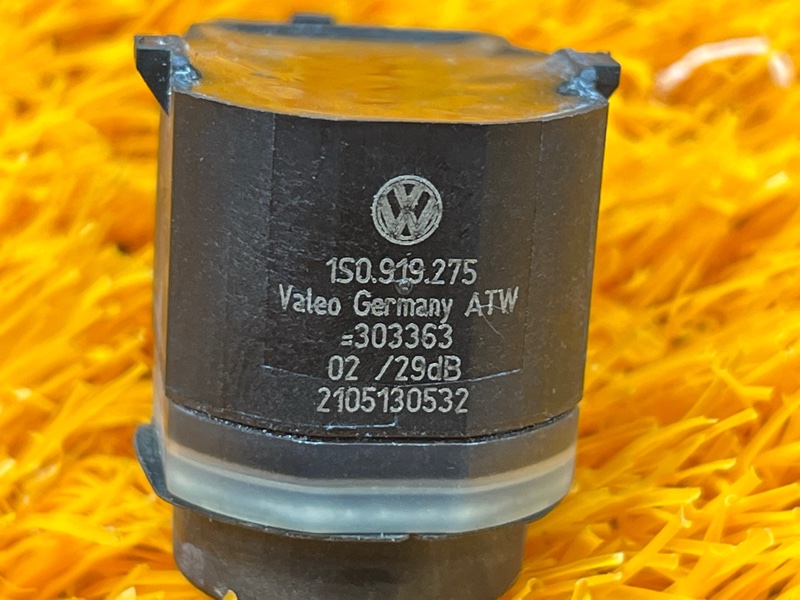 1S0.919.275
Valeo Germany ATW
=303363
02 /29dB
2105130532